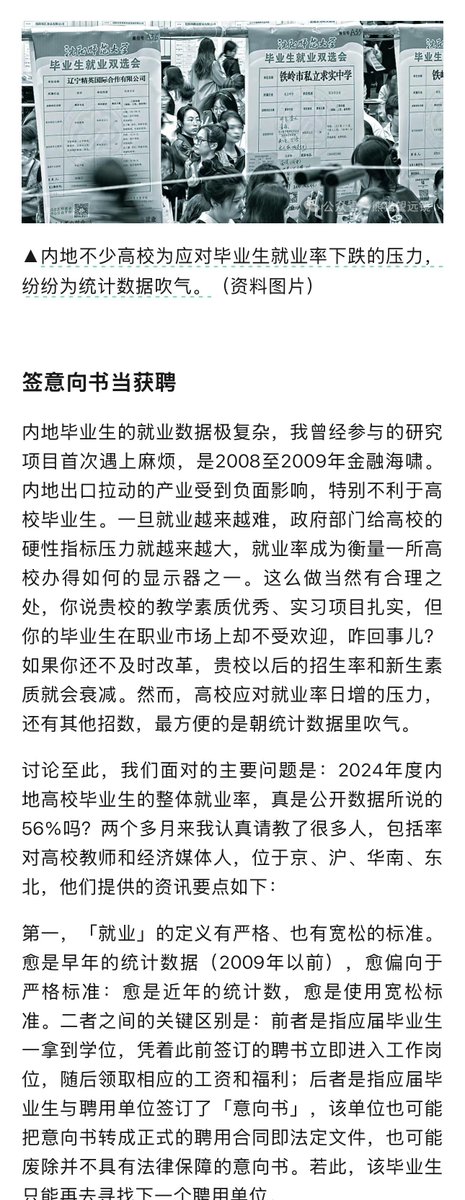 沈阳师范大学
毕业生就业双选会
辽宁精英国际合作有限公司
沈阳师范大学
毕业生就业双选会
铁岭市私立求实中学
铁岭
▲内地不少高校为应对毕业生就业率下跌的压力，
纷纷为统计数据吹气。（资料图片）
签意向书当获聘
内地毕业生的就业数据极复杂，我曾经参与的研究
项目首次遇上麻烦，是2008至2009年金融海啸。
内地出口拉动的产业受到负面影响，特别不利于高
校毕业生。一旦就业越来越难，政府部门给高校的
硬性指标压力就越来越大，就业率成为衡量一所高
校办得如何的显示器之一。这么做当然有合理之
处，你说贵校的教学素质优秀、实习项目扎实，但
你的毕业生在职业市场上却不受欢迎，咋回事儿？
如果你还不及时改革，贵校以后的招生率和新生素
质就会衰减。然而，高校应对就业率日增的压力，
还有其他招数，最方便的是朝统计数据里吹气。
讨论至此，我们面对的主要问题是：2024年度内
地高校毕业生的整体就业率，真是公开数据所说的
56%吗？两个多月来我认真请教了很多人，包括率
对高校教师和经济媒体人，位于京、沪、华南、东
北，他们提供的资讯要点如下：
第一，「就业」的定义有严格、也有宽松的标准。
愈是早年的统计数据（2009年以前），愈偏向于
严格标准：愈是近年的统计数，愈是使用宽松标
准。二者之间的关键区别是：前者是指应届毕业生
一拿到学位，凭着此前签订的聘书立即进入工作岗
位，随后领取相应的工资和福利；后者是指应届毕
业生与聘用单位签订了「意向书」，该单位也可能
把意向书转成正式的聘用合同即法定文件，也可能
废除并不具有法律保障的意向书。若此，该毕业生
只能再去寻找下一个聘用单位